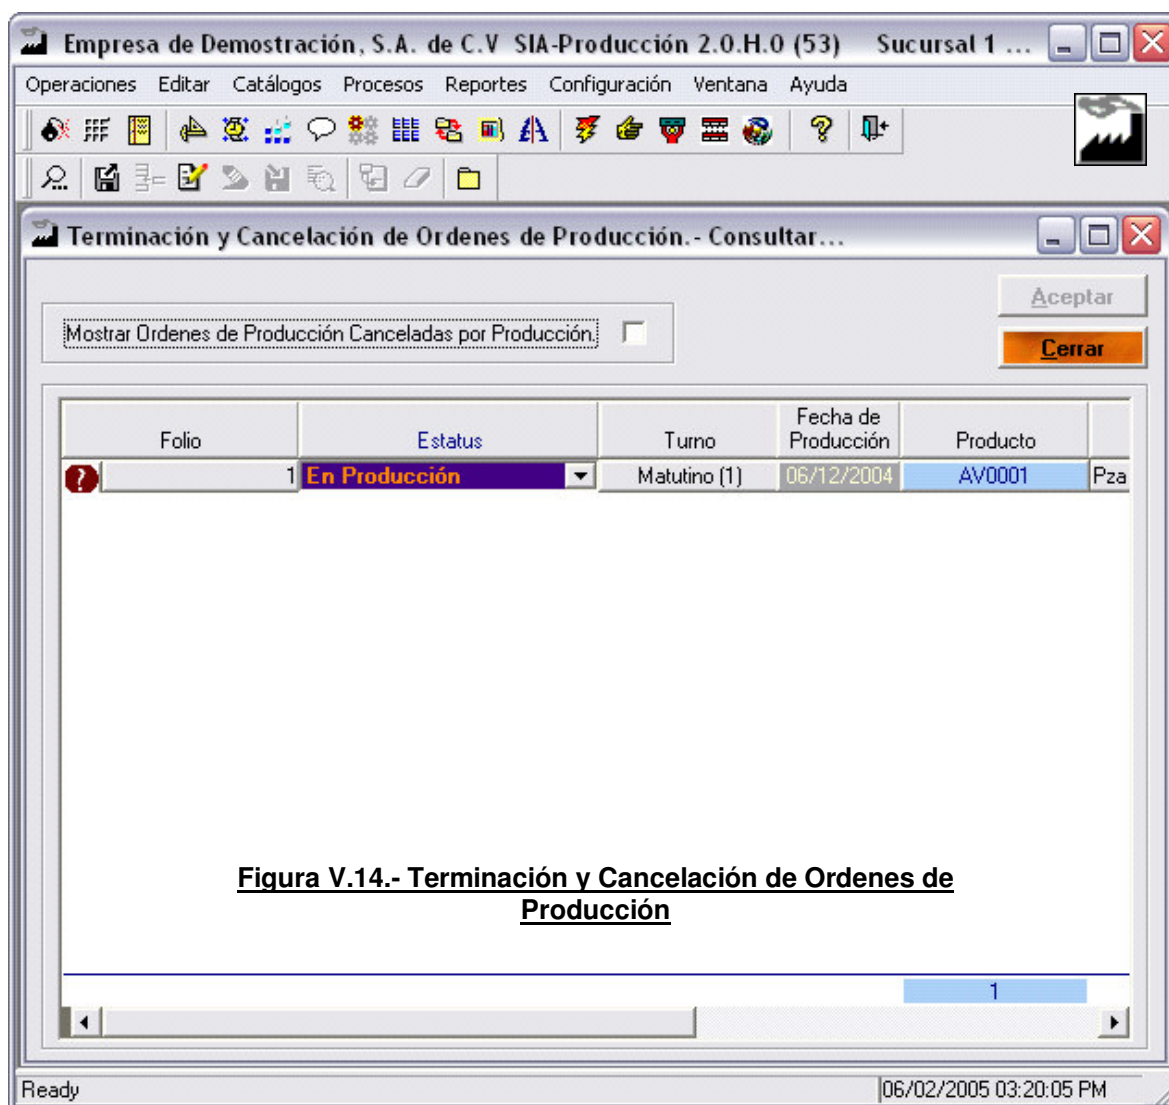 Empresa de Demostración, S.A. de C.V SIA-Producción 2.0.H.0 (53) Sucursal 1 ...
Operaciones Editar Catálogos Procesos Reportes Configuración Ventana Ayuda
Terminación y Cancelación de Ordenes de Producción.- Consultar...
Aceptar
Mostrar Ordenes de Producción Canceladas por Producción.
Cerrar
Folio Estatus Turno Fecha de Producción Producto
1 En Producción Matutino (1) 06/12/2004 AV0001 Pza
Figura V.14.- Terminación y Cancelación de Ordenes de
Producción
1
Ready 06/02/2005 03:20:05 PM